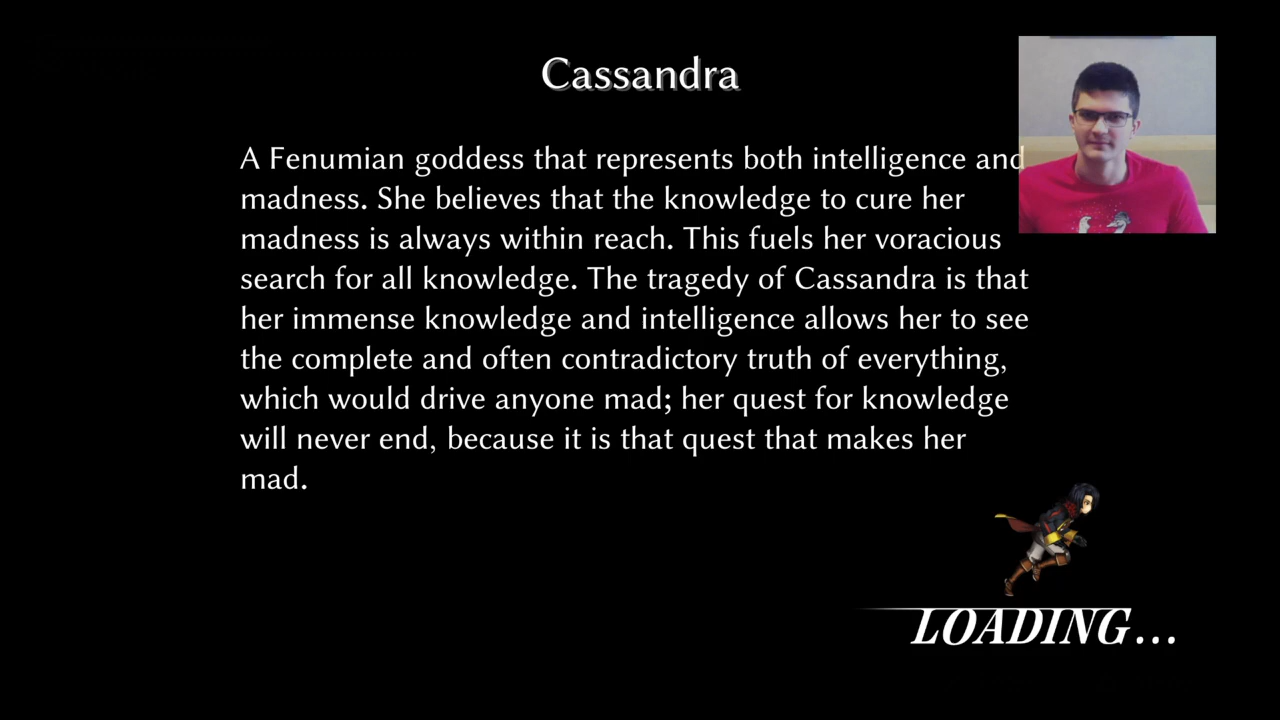 Cassandra
A Fenumian goddess that represents both intelligence and
madness. She believes that the knowledge to cure her
madness is always within reach. This fuels her voracious
search for all knowledge. The tragedy of Cassandra is that
her immense knowledge and intelligence allows her to see
the complete and often contradictory truth of everything,
which would drive anyone mad; her quest for knowledge
will never end, because it is that quest that makes her
mad.
LOADING...